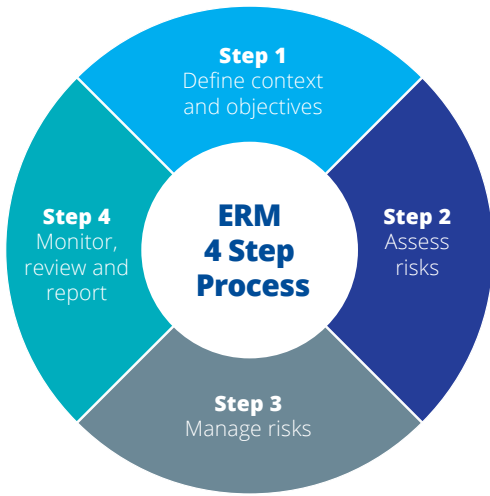 Step 1
Define context
and objectives
ERM
4 Step
Process
Step 2
Assess
risks
Step 3
Manage risks
Step 4
Monitor,
review and
report